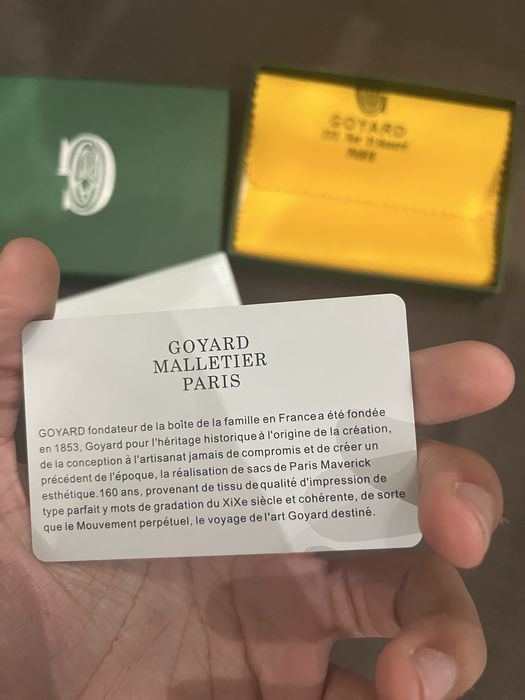 GOYARD
PARIS
GOYARD
MALLETIER
PARIS
GOYARD fondateur de la boîte de la famille en France a été fondée
en 1853, Goyard pour l'héritage historique à l'origine de la création,
de la conception à l'artisanat jamais de compromis et de créer un
précédent de l'époque, la réalisation de sacs de Paris Maverick
esthétique.160 ans, provenant de tissu de qualité d'impression de
type parfait y mots de gradation du XiXe siècle et cohérente, de sorte
que le Mouvement perpétuel, le voyage de l'art Goyard destiné.